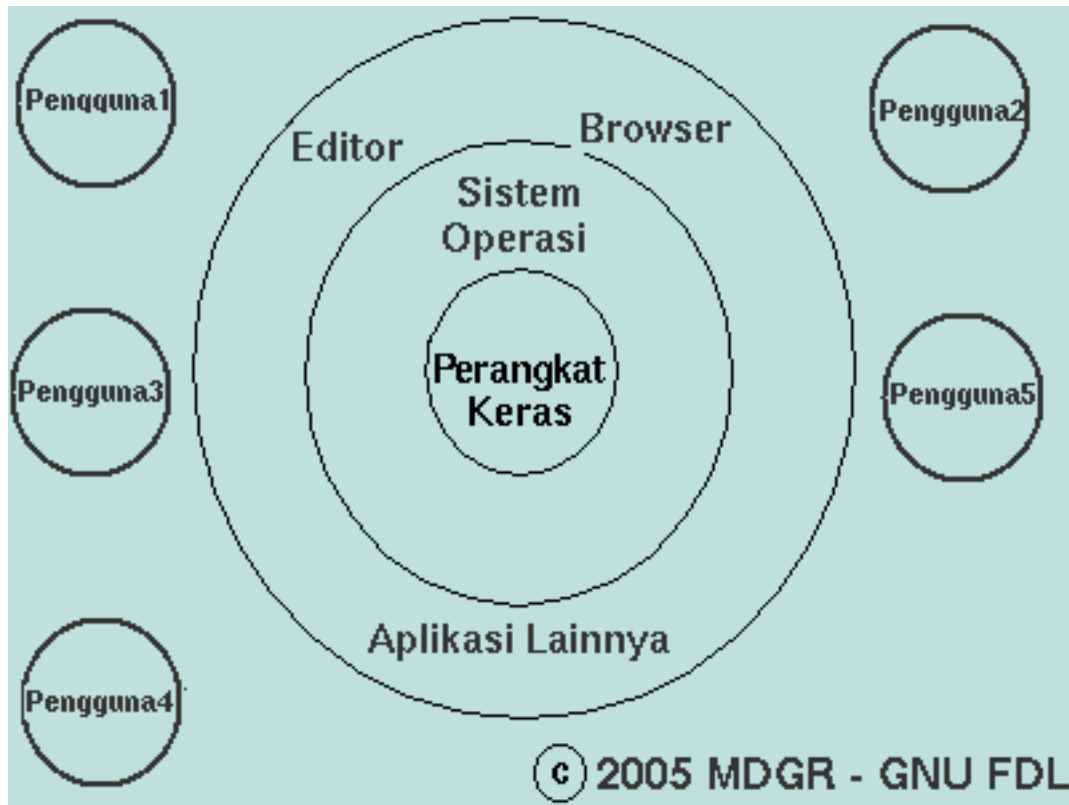 Pengguna1
Pengguna2
Editor
Browser
Sistem
Operasi
Perangkat
Keras
Pengguna3
Pengguna5
Aplikasi Lainnya
Pengguna4
c 2005 MDGR - GNU FDL